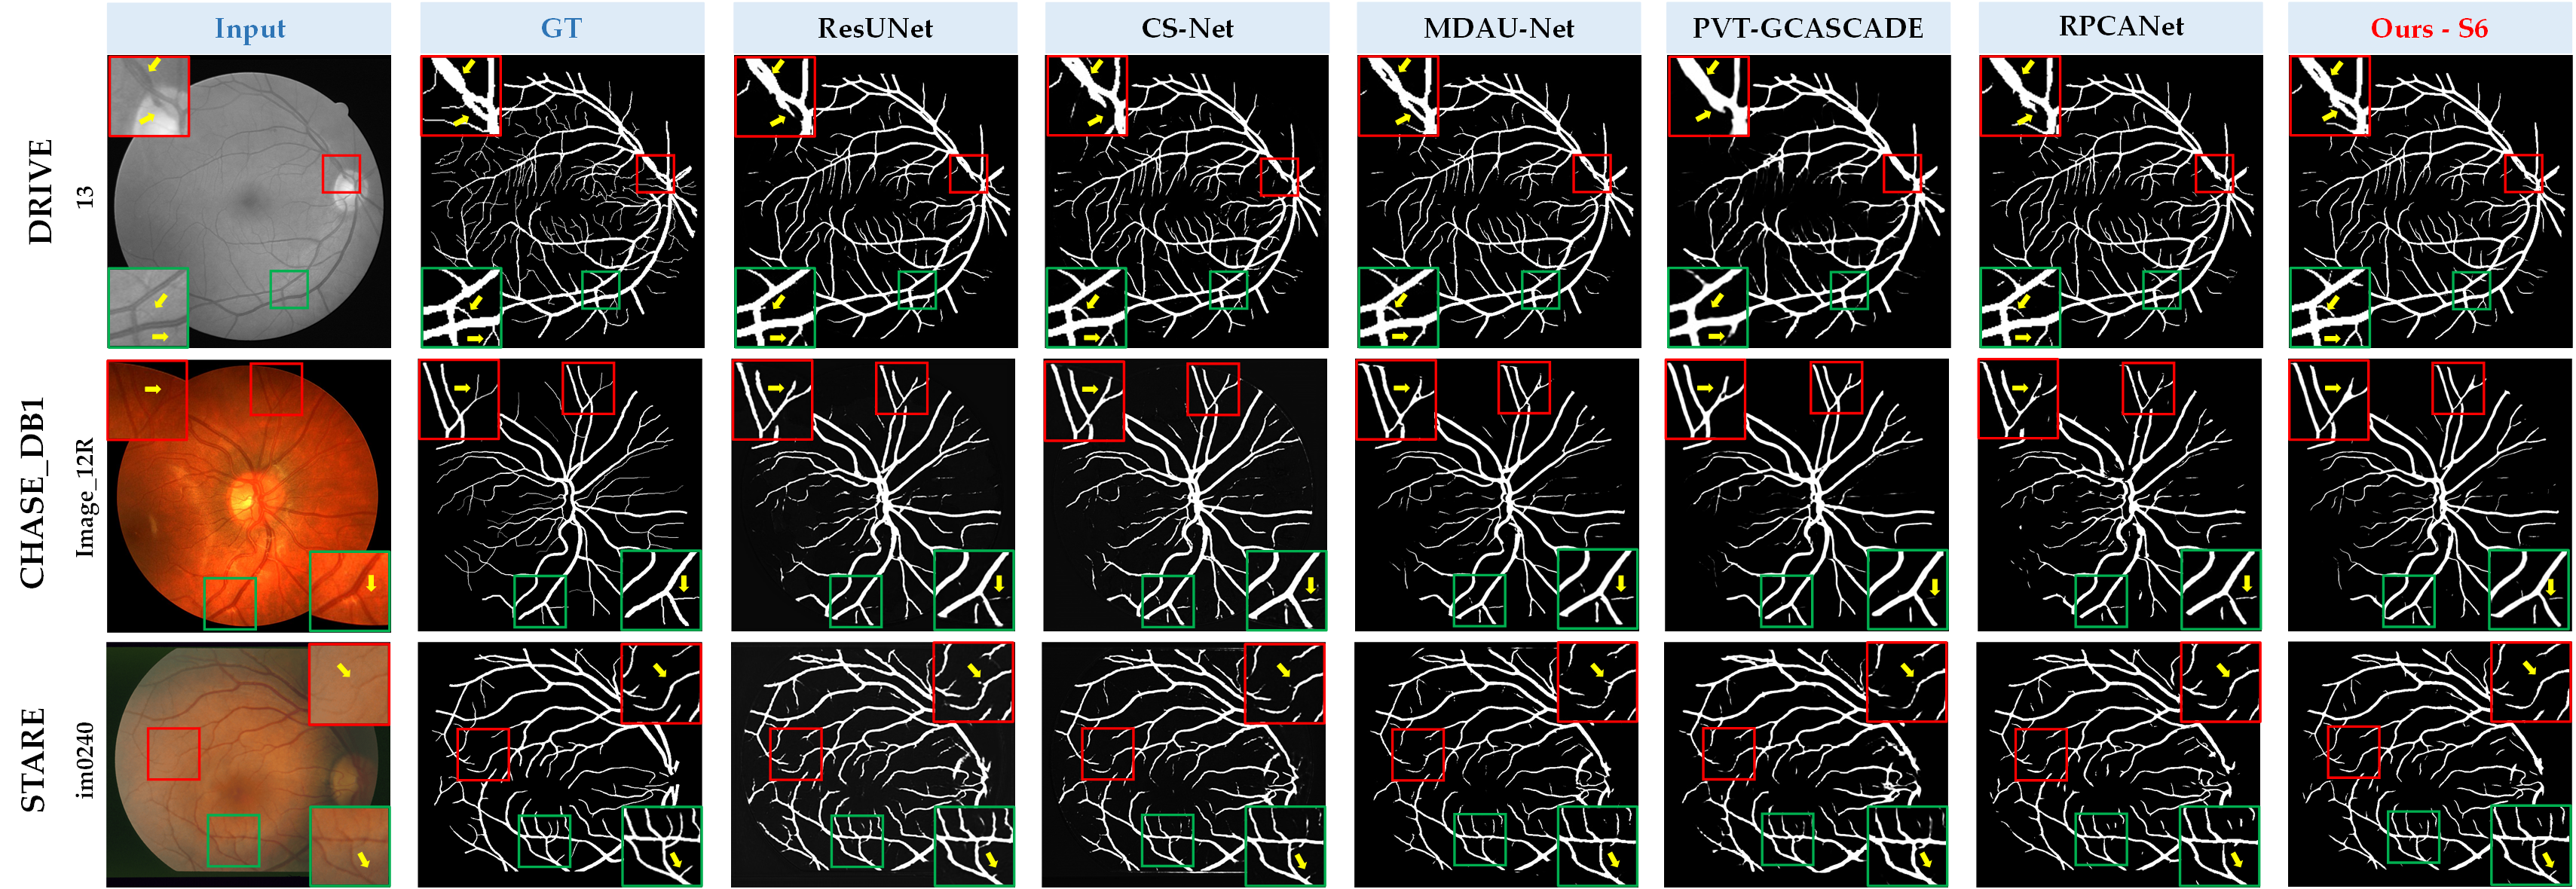 Input
GT
ResUNet
CS-Net
MDAU-Net
PVT-GCASCADE
RPCANet
Ours - S6
DRIVE
13
CHASE_DB1
Image_12R
STARE
im0240